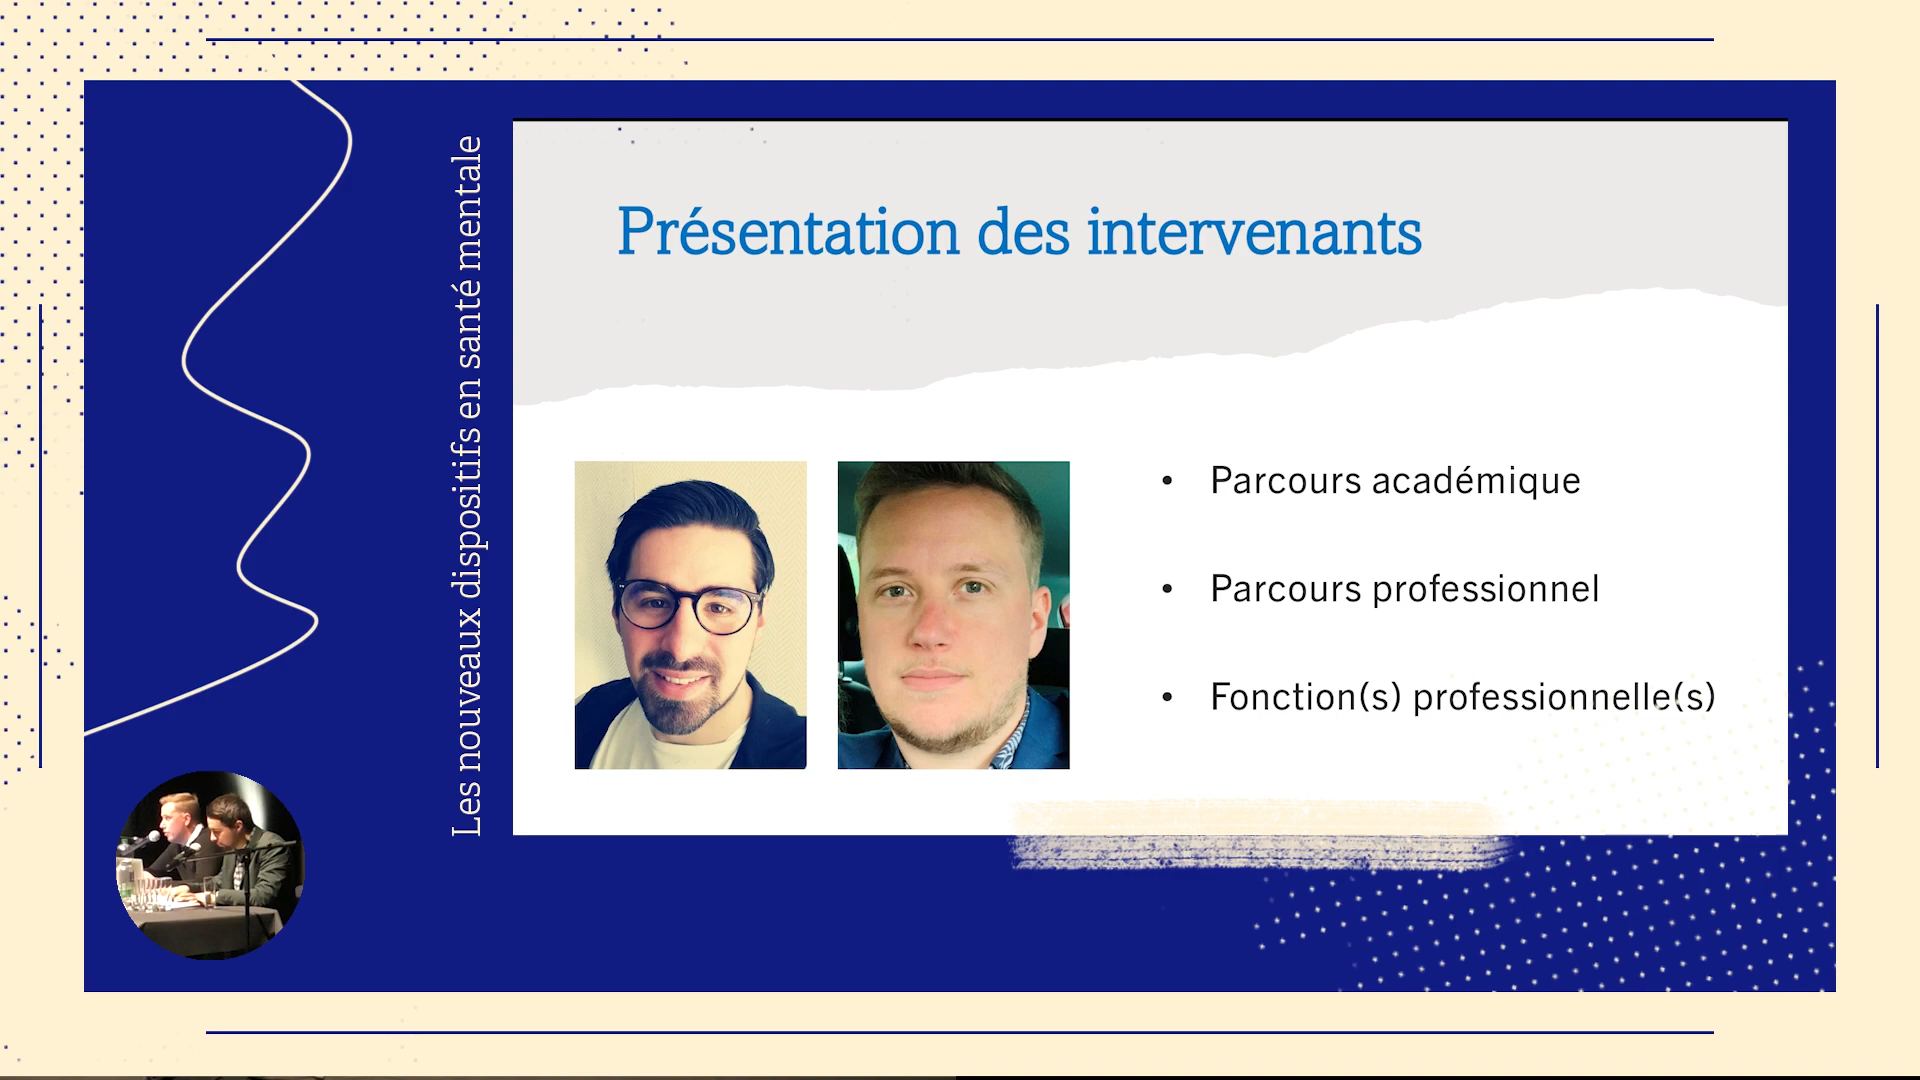 Les nouveaux dispositifs en santé mentale
Présentation des intervenants
• Parcours académique
• Parcours professionnel
• Fonction(s) professionnelle(s)